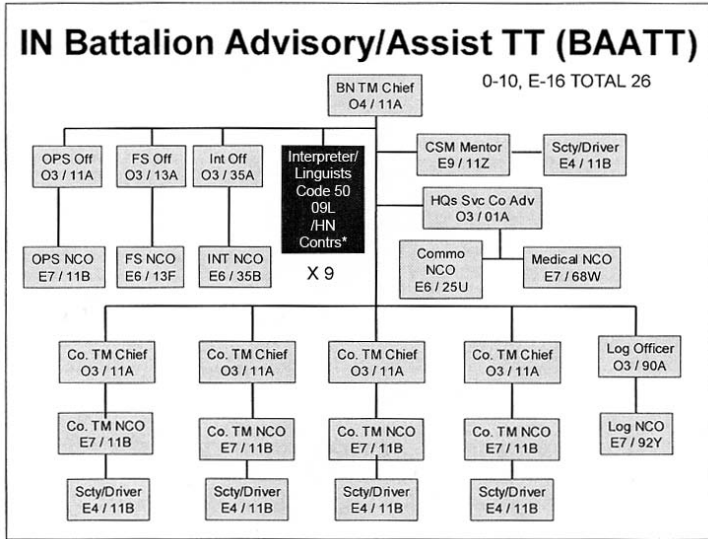 IN Battalion Advisory/Assist TT (BAATT)
0-10, E-16 TOTAL 26
BN TM Chief
O4 / 11A
OPS Off
O3 / 11A
FS Off
O3 / 13A
Int Off
O3 / 35A
Interpreter/
Linguists
Code 50
09L
/HN
Contrs*
X 9
CSM Mentor
E9 / 11Z
Scty/Driver
E4 / 11B
HQs Svc Co Adv
O3 / 01A
OPS NCO
E7 / 11B
FS NCO
E6 / 13F
INT NCO
E6 / 35B
Commo
NCO
E6 / 25U
Medical NCO
E7 / 68W
Co. TM Chief
O3 / 11A
Co. TM Chief
O3 / 11A
Co. TM Chief
O3 / 11A
Co. TM Chief
O3 / 11A
Log Officer
O3 / 90A
Co. TM NCO
E7 / 11B
Co. TM NCO
E7 / 11B
Co. TM NCO
E7 / 11B
Co. TM NCO
E7 / 11B
Log NCO
E7 / 92Y
Scty/Driver
E4 / 11B
Scty/Driver
E4 / 11B
Scty/Driver
E4 / 11B
Scty/Driver
E4 / 11B